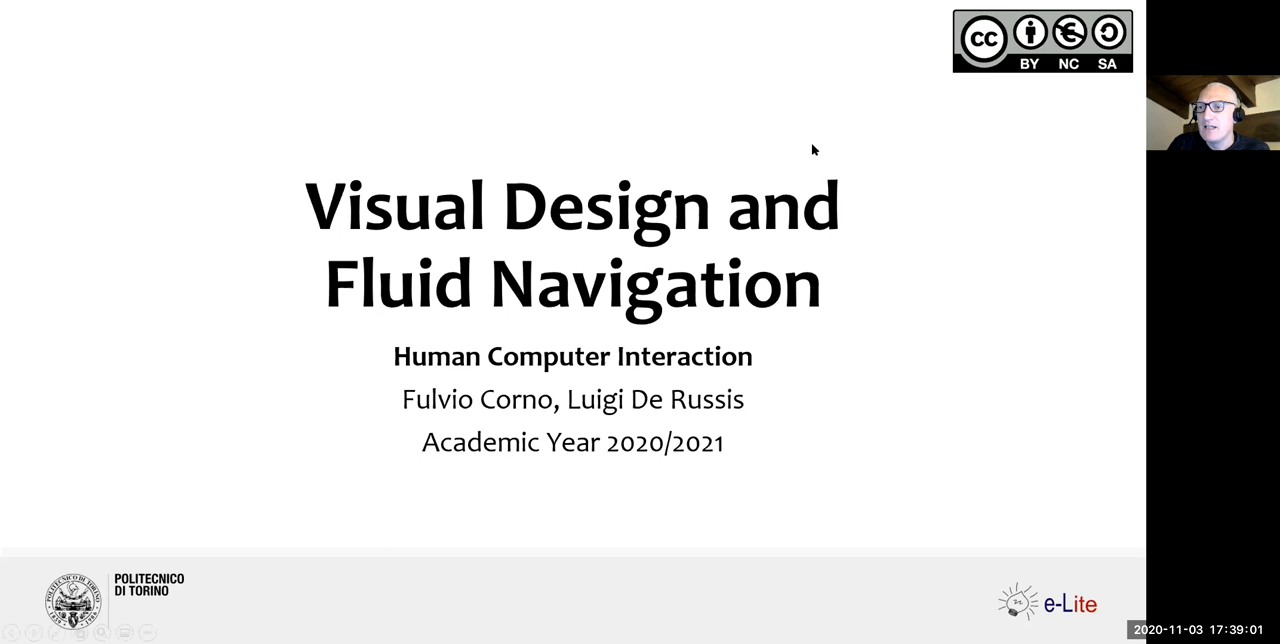 CC
BY NC SA
Visual Design and
Fluid Navigation
Human Computer Interaction
Fulvio Corno, Luigi De Russis
Academic Year 2020/2021
POLITECNICO
DI TORINO
e-Lite
2020-11-03 17:39:01